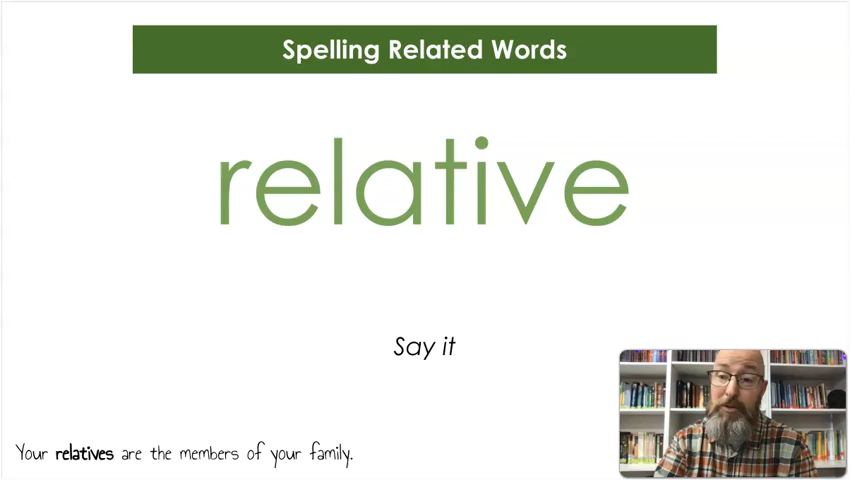 Spelling Related Words
relative
Say it
Your relatives are the members of your family.